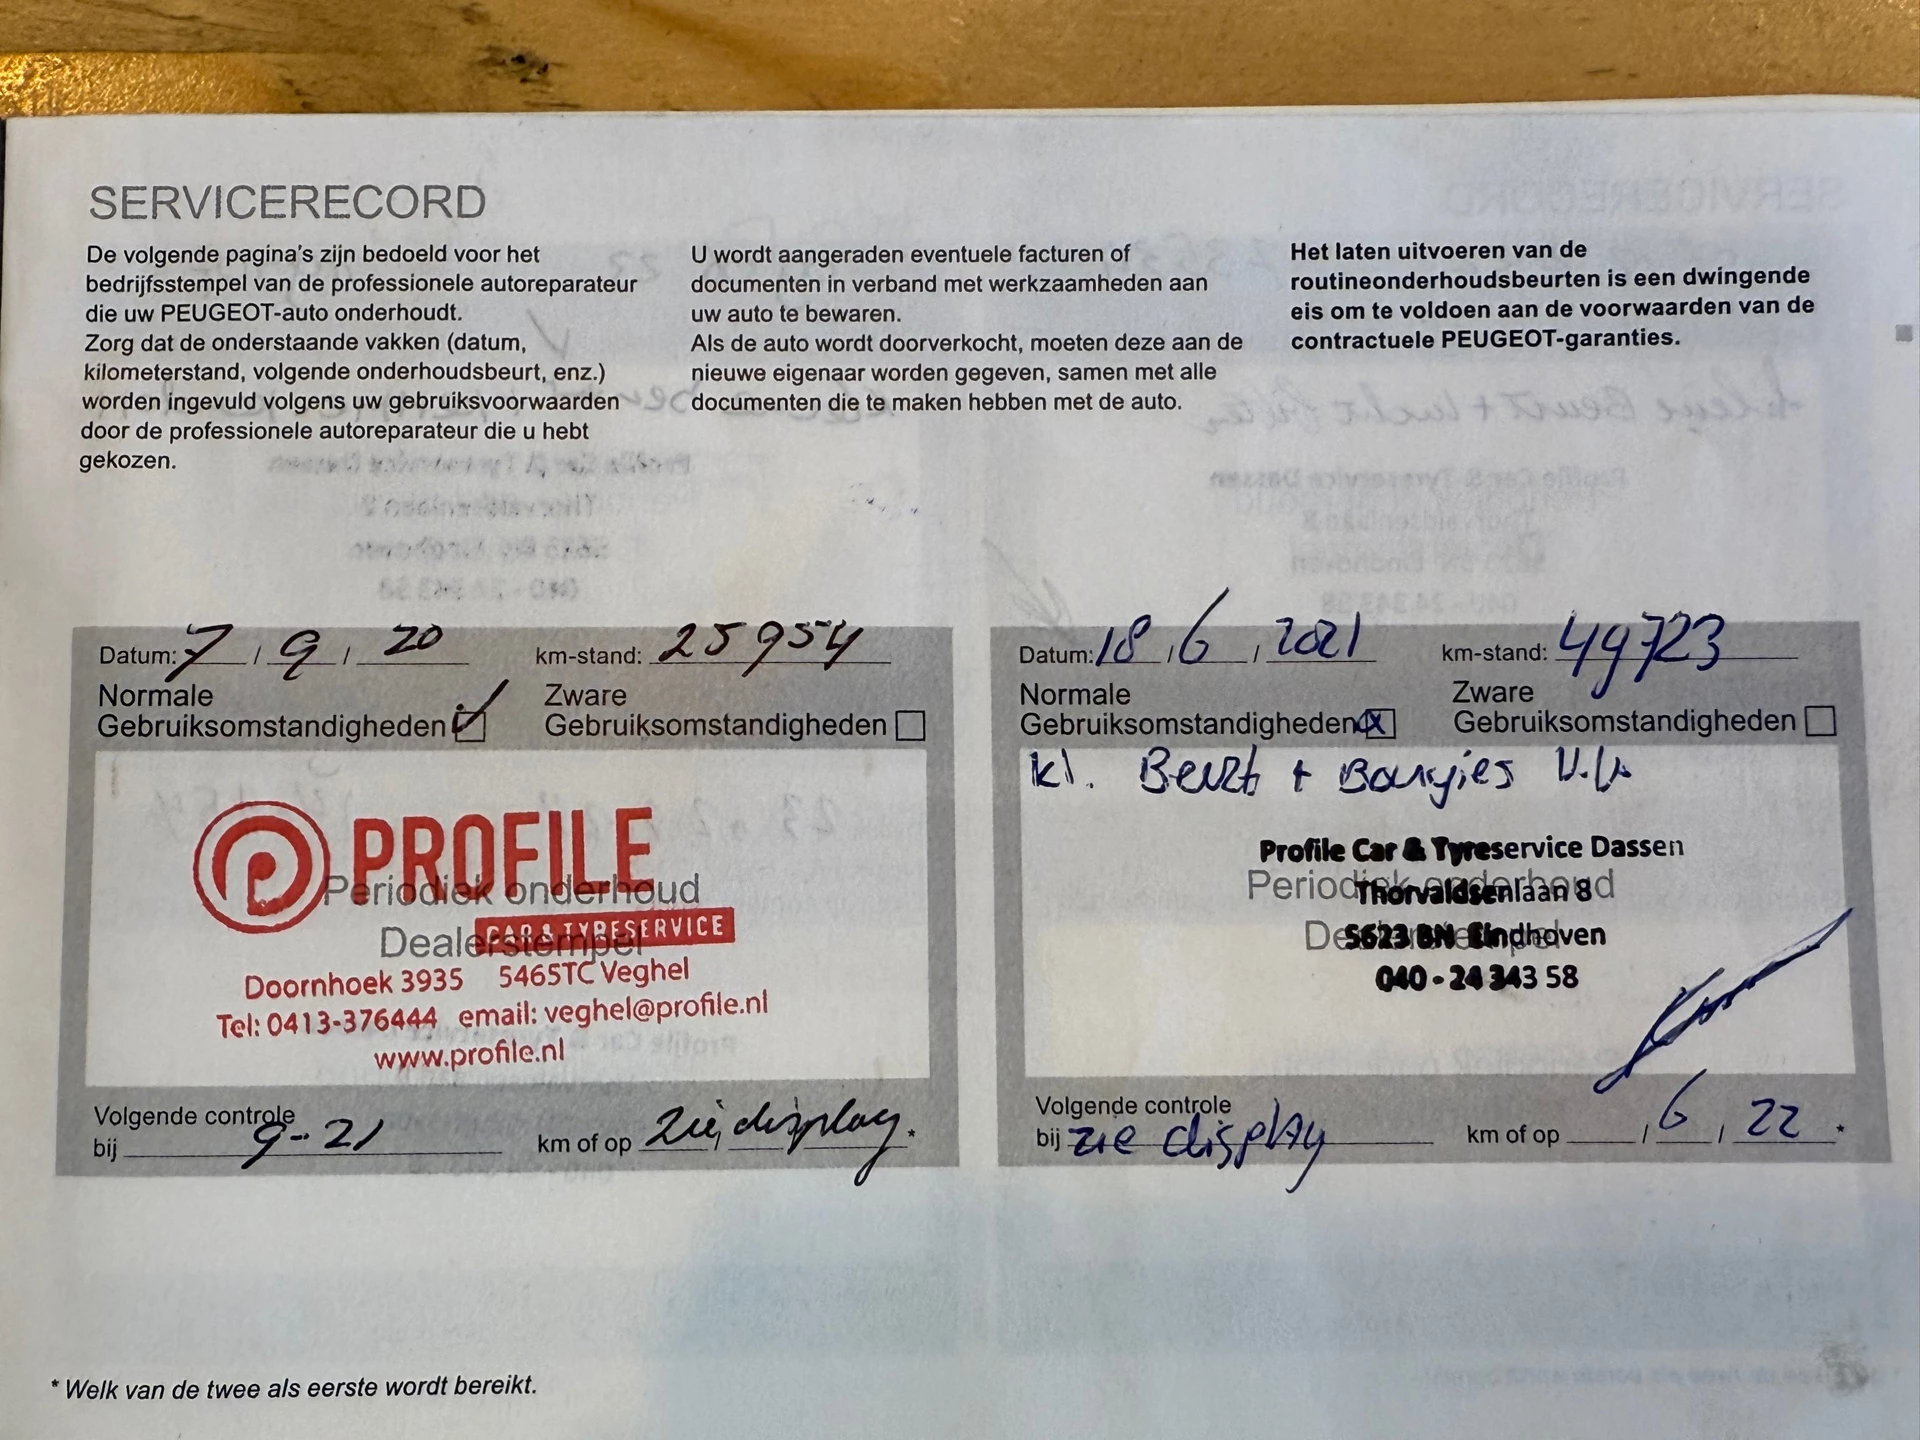 SERVICERECORD
De volgende pagina's zijn bedoeld voor het
bedrijfsstempel van de professionele autoreparateur
die uw PEUGEOT-auto onderhoudt.
Zorg dat de onderstaande vakken (datum,
kilometerstand, volgende onderhoudsbeurt, enz.)
worden ingevuld volgens uw gebruiksvoorwaarden
door de professionele autoreparateur die u hebt
gekozen.
U wordt aangeraden eventuele facturen of
documenten in verband met werkzaamheden aan
uw auto te bewaren.
Als de auto wordt doorverkocht, moeten deze aan de
nieuwe eigenaar worden gegeven, samen met alle
documenten die te maken hebben met de auto.
Het laten uitvoeren van de
routineonderhoudsbeurten is een dwingende
eis om te voldoen aan de voorwaarden van de
contractuele PEUGEOT-garanties.
Datum: 7 / 9 / 20 km-stand: 25954
Normale Zware
Gebruiksomstandigheden Gebruiksomstandigheden
PROFILE
Periodiek onderhoud
CAR & TYRESERVICE
Dealerstempel
Doornhoek 3935 5465TC Veghel
Tel: 0413-376444 email: veghel@profile.nl
www.profile.nl
Volgende controle
bij 9-21 km of op zie display *
Datum: 18 / 6 / 2021 km-stand: 49723
Normale Zware
Gebruiksomstandigheden Gebruiksomstandigheden
kl. Beurt + Bougies V.V.
Profile Car & Tyreservice Dassen
Periodiek onderhoud
Thorvaldsenlaan 8
Dealerstempel
5623 BN Eindhoven
040 - 24 343 58
Volgende controle
bij zie display km of op / 6 / 22 *
* Welk van de twee als eerste wordt bereikt.